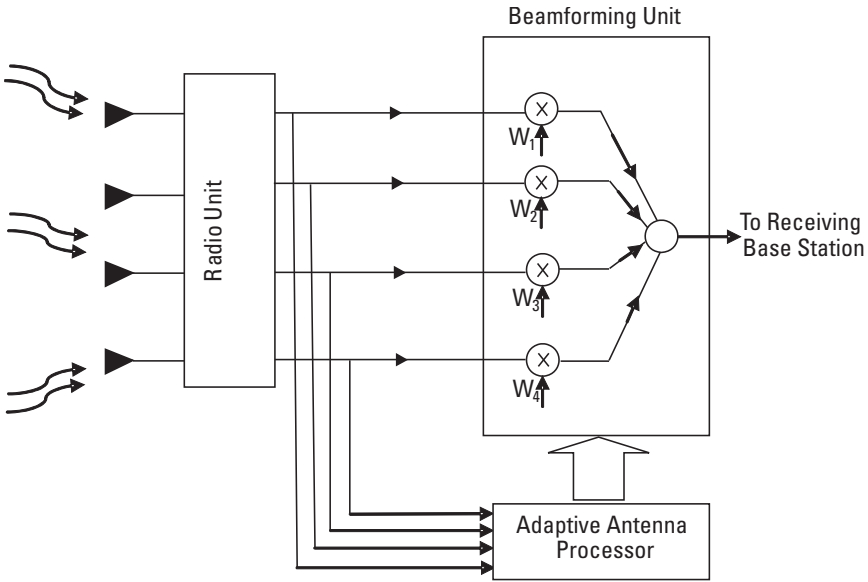 Beamforming Unit
Radio Unit
X
W1
X
W2
X
W3
X
W4
To Receiving
Base Station
Adaptive Antenna
Processor